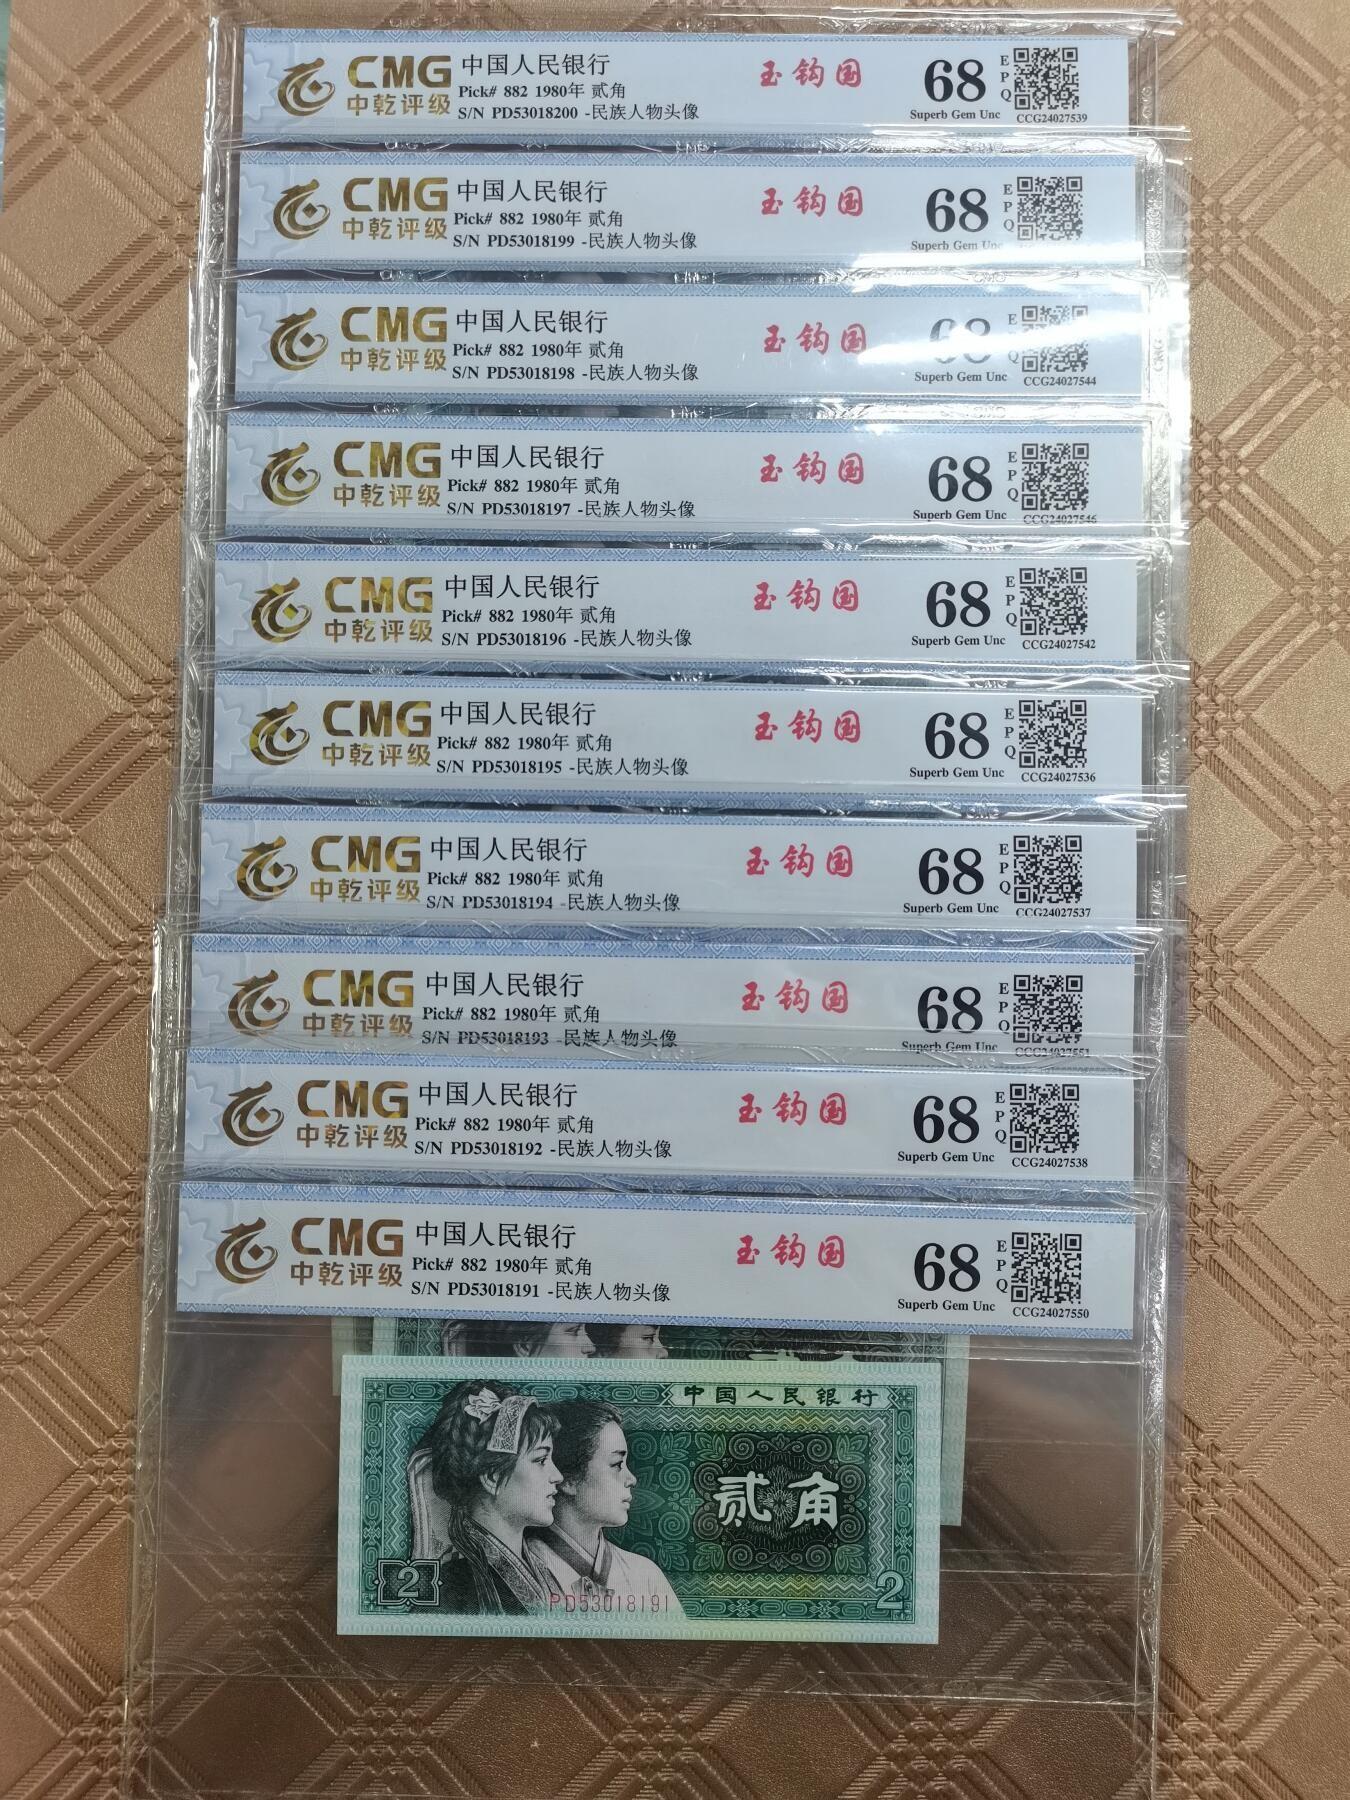 CMG
中乾评级
中国人民银行
Pick# 882 1980年 贰角
S/N PD53018200 -民族人物头像
玉钩国
68
EPQ
Superb Gem Unc
CCG24027539
CMG
中乾评级
中国人民银行
Pick# 882 1980年 贰角
S/N PD53018199 -民族人物头像
玉钩国
68
EPQ
Superb Gem Unc
CMG
中乾评级
中国人民银行
Pick# 882 1980年 贰角
S/N PD53018198 -民族人物头像
玉钩国
68
EPQ
Superb Gem Unc
CCG24027544
CMG
中乾评级
中国人民银行
Pick# 882 1980年 贰角
S/N PD53018197 -民族人物头像
玉钩国
68
EPQ
Superb Gem Unc
CCG24027546
CMG
中乾评级
中国人民银行
Pick# 882 1980年 贰角
S/N PD53018196 -民族人物头像
玉钩国
68
EPQ
Superb Gem Unc
CCG24027542
CMG
中乾评级
中国人民银行
Pick# 882 1980年 贰角
S/N PD53018195 -民族人物头像
玉钩国
68
EPQ
Superb Gem Unc
CCG24027536
CMG
中乾评级
中国人民银行
Pick# 882 1980年 贰角
S/N PD53018194 -民族人物头像
玉钩国
68
EPQ
Superb Gem Unc
CCG24027537
CMG
中乾评级
中国人民银行
Pick# 882 1980年 贰角
S/N PD53018193 -民族人物头像
玉钩国
68
EPQ
Superb Gem Unc
CCG24027551
CMG
中乾评级
中国人民银行
Pick# 882 1980年 贰角
S/N PD53018192 -民族人物头像
玉钩国
68
EPQ
Superb Gem Unc
CCG24027538
CMG
中乾评级
中国人民银行
Pick# 882 1980年 贰角
S/N PD53018191 -民族人物头像
玉钩国
68
EPQ
Superb Gem Unc
CCG24027550
中国人民银行
贰角
2
PD53018191
2